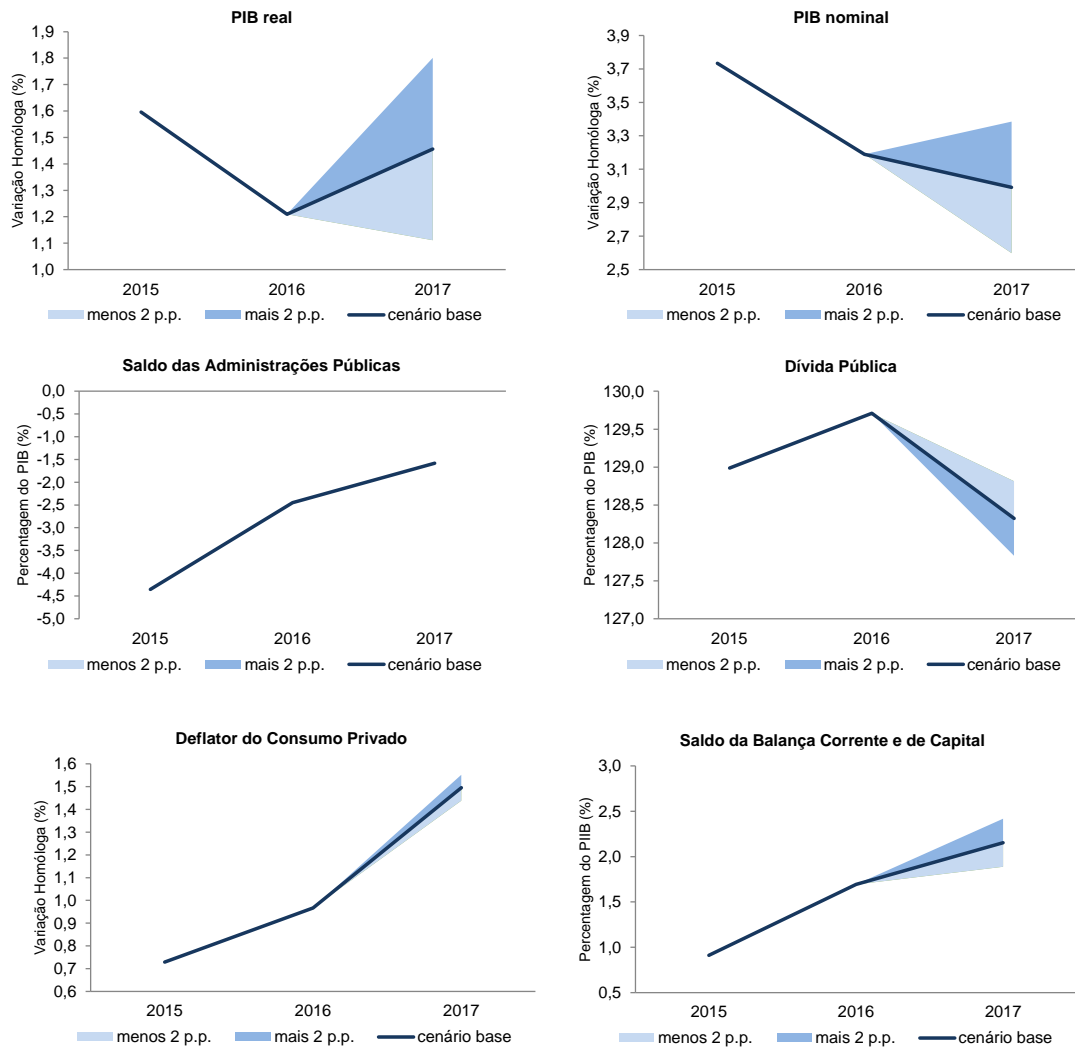 PIB real
Variação Homóloga (%)
1,9
1,8
1,7
1,6
1,5
1,4
1,3
1,2
1,1
1,0
2015 2016 2017
menos 2 p.p. mais 2 p.p. cenário base
PIB nominal
Variação Homóloga (%)
3,9
3,7
3,5
3,3
3,1
2,9
2,7
2,5
2015 2016 2017
menos 2 p.p. mais 2 p.p. cenário base
Saldo das Administrações Públicas
Percentagem do PIB (%)
0,0
-0,5
-1,0
-1,5
-2,0
-2,5
-3,0
-3,5
-4,0
-4,5
-5,0
2015 2016 2017
menos 2 p.p. mais 2 p.p. cenário base
Dívida Pública
Percentagem do PIB (%)
130,0
129,5
129,0
128,5
128,0
127,5
127,0
2015 2016 2017
menos 2 p.p. mais 2 p.p. cenário base
Deflator do Consumo Privado
Variação Homóloga (%)
1,6
1,5
1,4
1,3
1,2
1,1
1,0
0,9
0,8
0,7
0,6
2015 2016 2017
menos 2 p.p. mais 2 p.p. cenário base
Saldo da Balança Corrente e de Capital
Percentagem do PIIB (%)
3,0
2,5
2,0
1,5
1,0
0,5
2015 2016 2017
menos 2 p.p. mais 2 p.p. cenário base